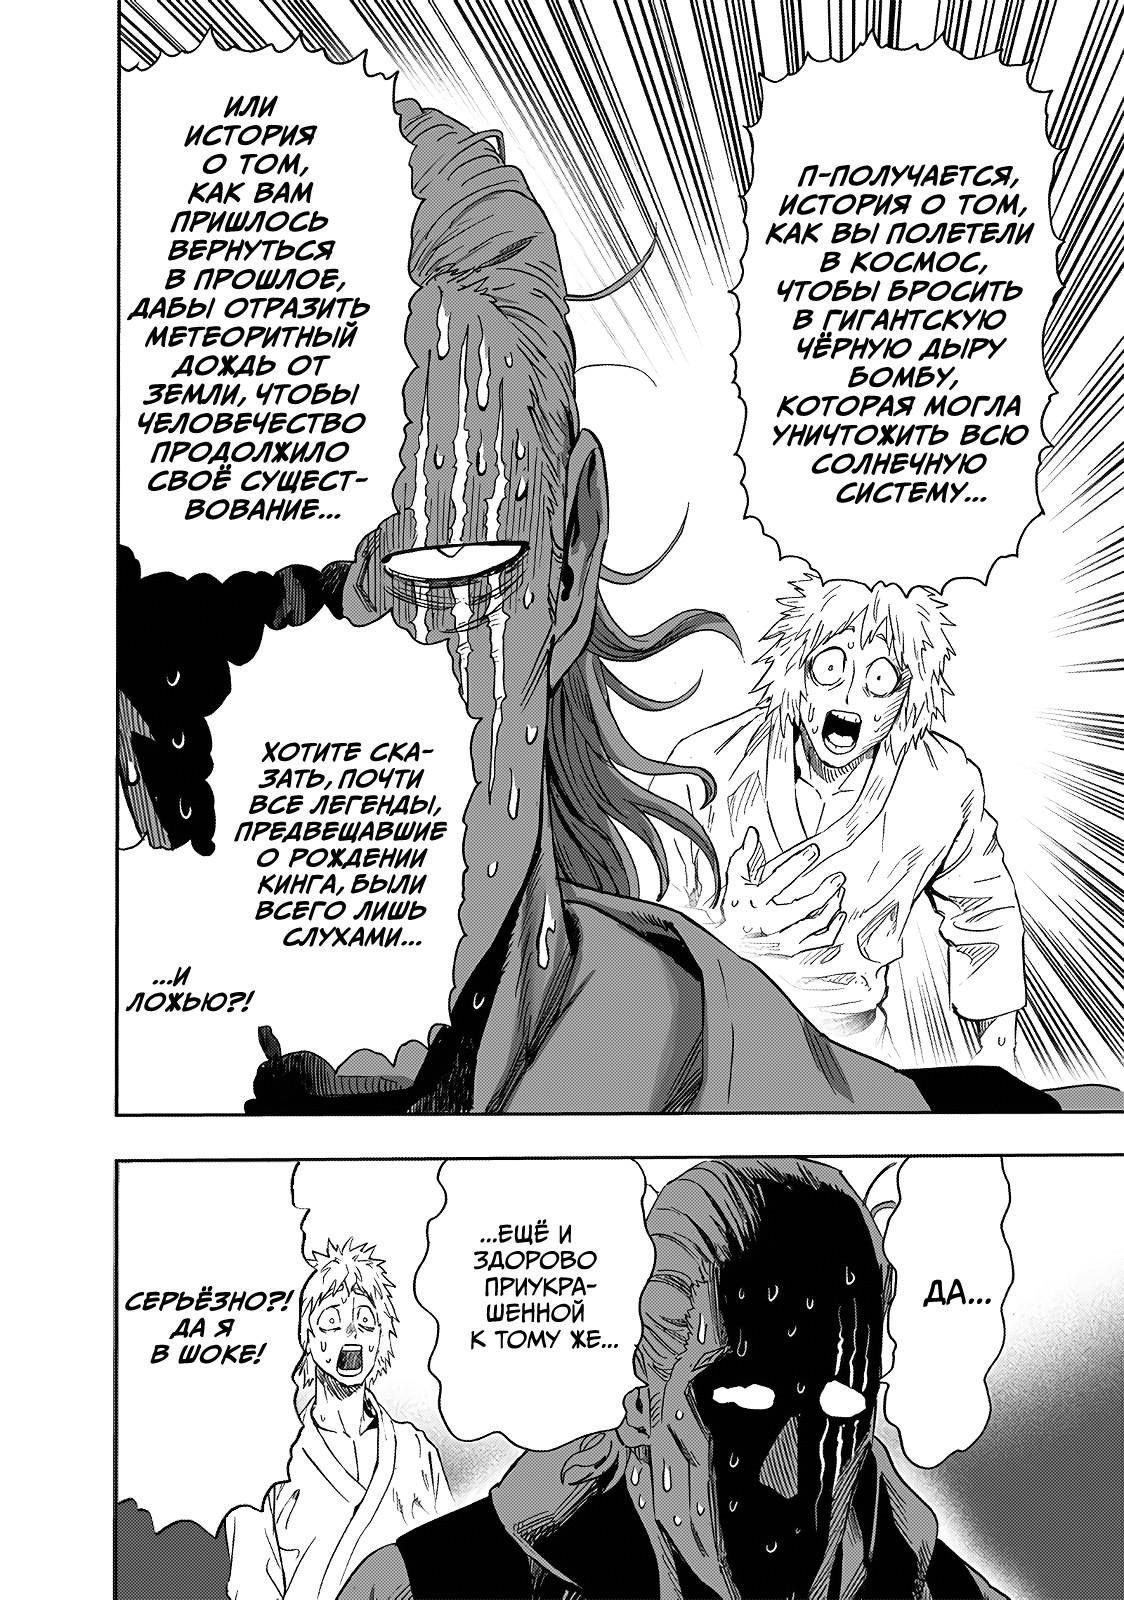 П-ПОЛУЧАЕТСЯ,
ИСТОРИЯ О ТОМ,
КАК ВЫ ПОЛЕТЕЛИ
В КОСМОС,
ЧТОБЫ БРОСИТЬ
В ГИГАНТСКУЮ
ЧЁРНУЮ ДЫРУ
БОМБУ,
КОТОРАЯ МОГЛА
УНИЧТОЖИТЬ ВСЮ
СОЛНЕЧНУЮ
СИСТЕМУ...
ИЛИ
ИСТОРИЯ
О ТОМ,
КАК ВАМ
ПРИШЛОСЬ
ВЕРНУТЬСЯ
В ПРОШЛОЕ,
ДАБЫ ОТРАЗИТЬ
МЕТЕОРИТНЫЙ
ДОЖДЬ ОТ
ЗЕМЛИ, ЧТОБЫ
ЧЕЛОВЕЧЕСТВО
ПРОДОЛЖИЛО
СВОЁ СУЩЕСТ-
ВОВАНИЕ...
ХОТИТЕ СКА-
ЗАТЬ, ПОЧТИ
ВСЕ ЛЕГЕНДЫ,
ПРЕДВЕЩАВШИЕ
О РОЖДЕНИИ
КИНГА, БЫЛИ
ВСЕГО ЛИШЬ
СЛУХАМИ...
...И
ЛОЖЬЮ?!
ДА...
...ЕЩЁ И
ЗДОРОВО
ПРИУКРА-
ШЕННОЙ
К ТОМУ ЖЕ...
СЕРЬЁЗНО?!
ДА Я
В ШОКЕ!